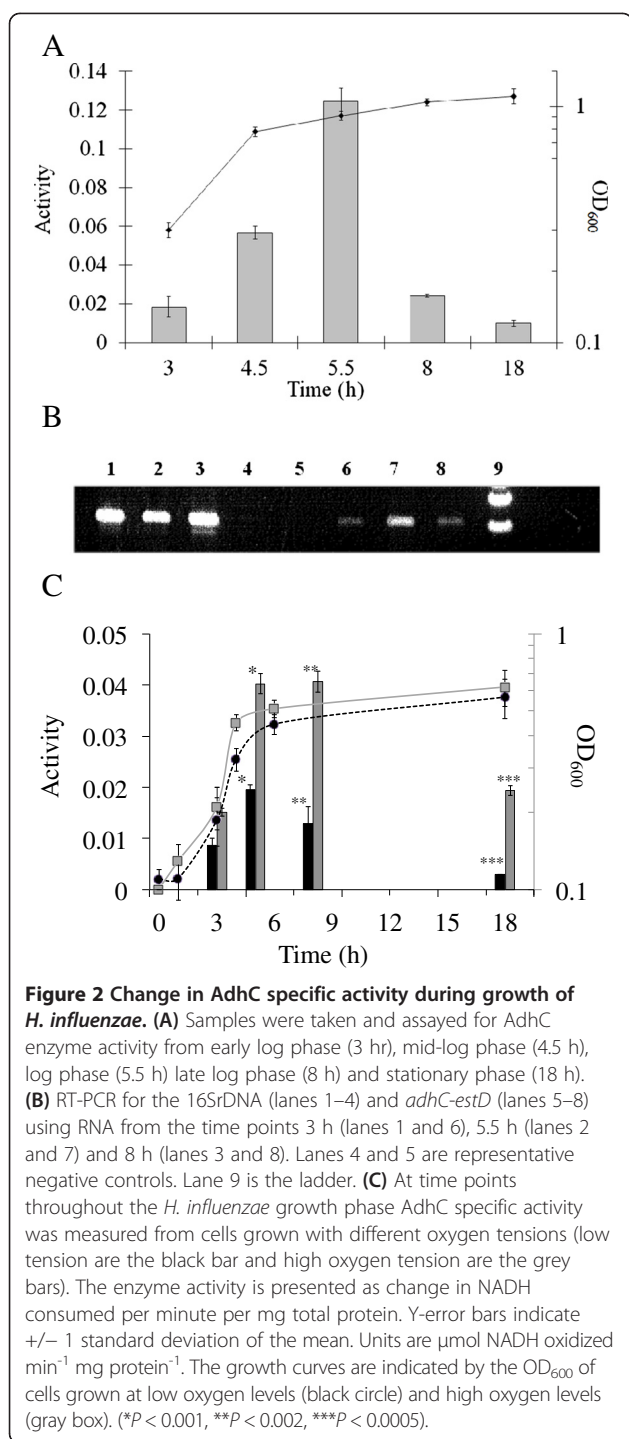 A
0.14
0.12
0.1
0.08
0.06
0.04
0.02
0
Activity
1
0.1
OD600
3 4.5 5.5 8 18
Time (h)
B
1 2 3 4 5 6 7 8 9
C
0.05
0.04
0.03
0.02
0.01
0
Activity
1
0.1
OD600
* ** ***
* ** ***
0 3 6 9 12 15 18
Time (h)
Figure 2 Change in AdhC specific activity during growth of
H. influenzae. (A) Samples were taken and assayed for AdhC
enzyme activity from early log phase (3 hr), mid-log phase (4.5 h),
log phase (5.5 h) late log phase (8 h) and stationary phase (18 h).
(B) RT-PCR for the 16SrDNA (lanes 1–4) and adhC-estD (lanes 5–8)
using RNA from the time points 3 h (lanes 1 and 6), 5.5 h (lanes 2
and 7) and 8 h (lanes 3 and 8). Lanes 4 and 5 are representative
negative controls. Lane 9 is the ladder. (C) At time points
throughout the H. influenzae growth phase AdhC specific activity
was measured from cells grown with different oxygen tensions (low
tension are the black bar and high oxygen tension are the grey
bars). The enzyme activity is presented as change in NADH
consumed per minute per mg total protein. Y-error bars indicate
+/− 1 standard deviation of the mean. Units are μmol NADH oxidized
min-1 mg protein-1. The growth curves are indicated by the OD600 of
cells grown at low oxygen levels (black circle) and high oxygen levels
(gray box). (*P < 0.001, **P < 0.002, ***P < 0.0005).